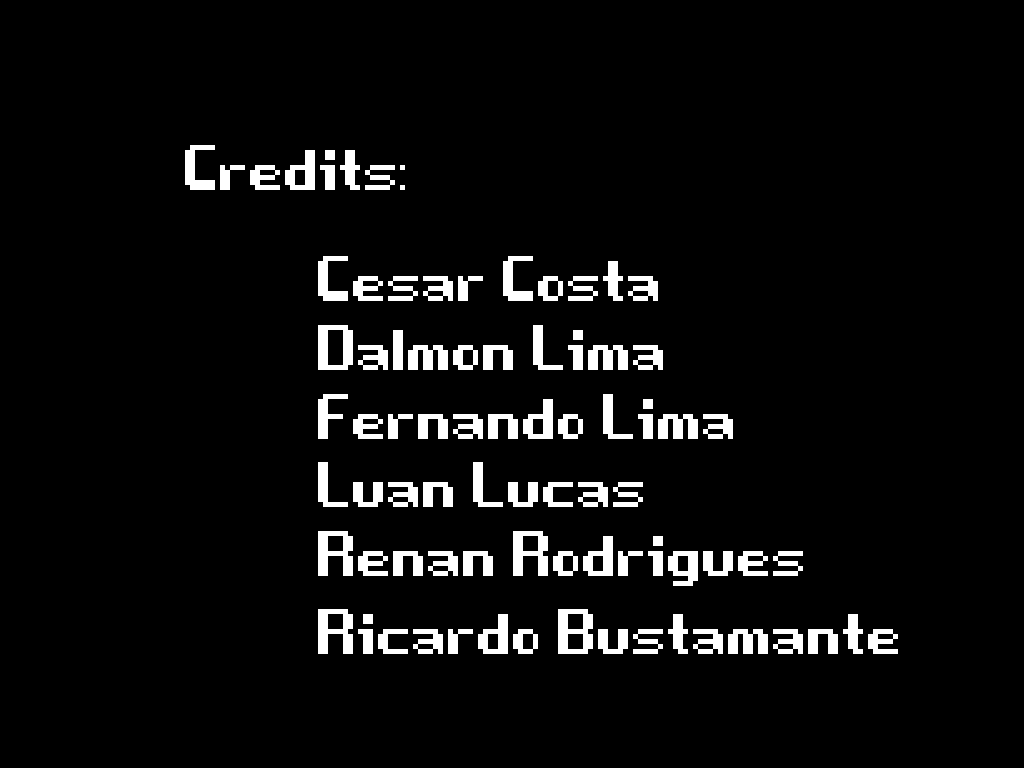 Credits:
Cesar Costa
Dalmon Lima
Fernando Lima
Luan Lucas
Renan Rodrigues
Ricardo Bustamante